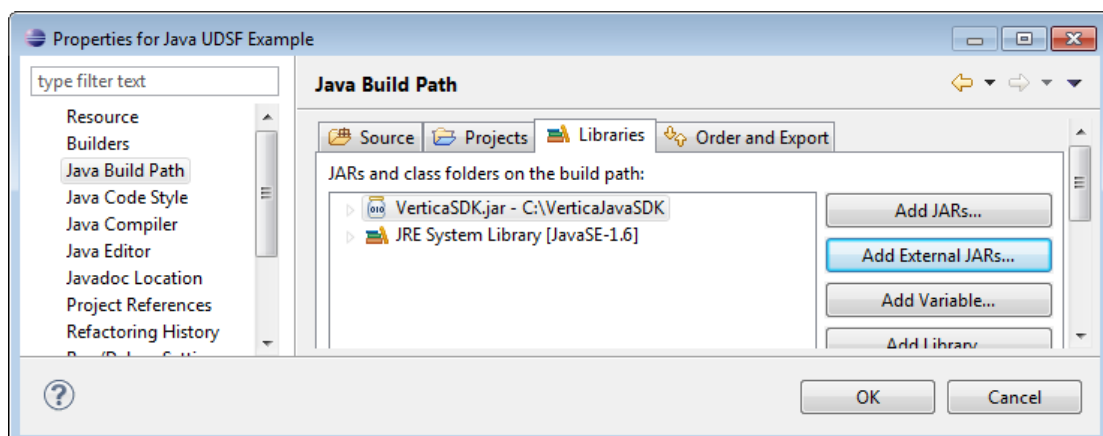 Properties for Java UDSF Example
type filter text
Resource
Builders
Java Build Path
Java Code Style
Java Compiler
Java Editor
Javadoc Location
Project References
Refactoring History
Java Build Path
Source
Projects
Libraries
Order and Export
JARs and class folders on the build path:
VerticaSDK.jar - C:\VerticaJavaSDK
JRE System Library [JavaSE-1.6]
Add JARs...
Add External JARs...
Add Variable...
Add Library
OK
Cancel